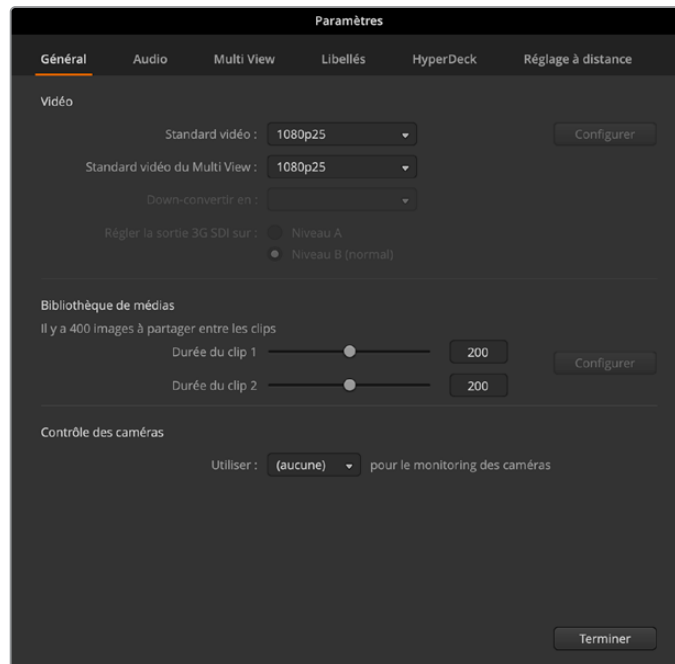 Paramètres
Général Audio Multi View Libellés HyperDeck Réglage à distance
Vidéo
Standard vidéo : 1080p25 Configurer
Standard vidéo du Multi View : 1080p25
Down-convertir en :
Régler la sortie 3G SDI sur : Niveau A
Niveau B (normal)
Bibliothèque de médias
Il y a 400 images à partager entre les clips
Durée du clip 1 200
Configurer
Durée du clip 2 200
Contrôle des caméras
Utiliser : (aucune) pour le monitoring des caméras
Terminer